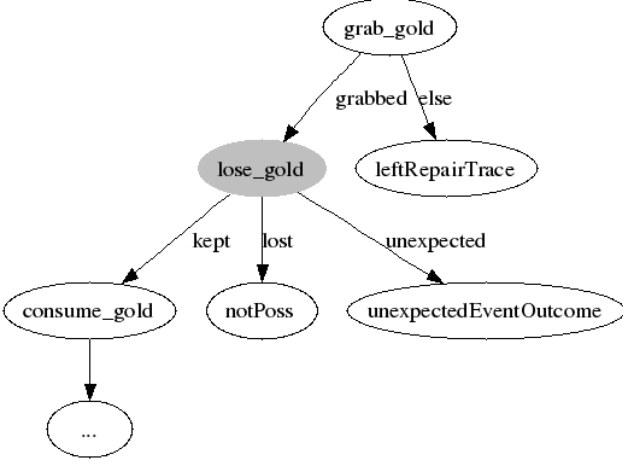 grab_gold
grabbed else
lose_gold
leftRepairTrace
kept
lost
unexpected
consume_gold
notPoss
unexpectedEventOutcome
...